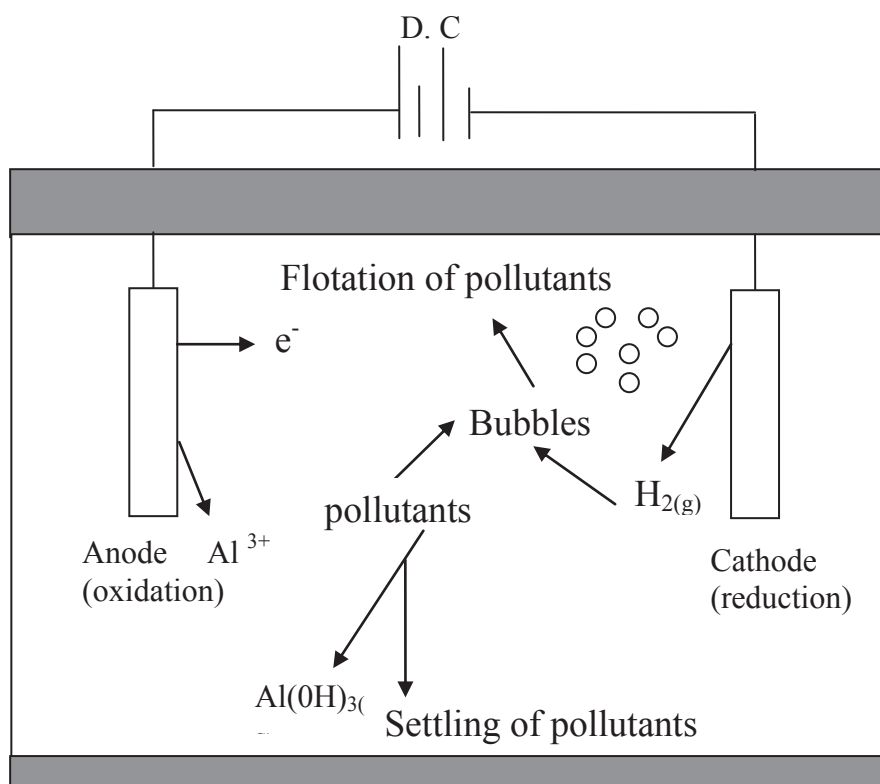 D. C
Flotation of pollutants
e⁻
Bubbles
H₂(g)
pollutants
Anode Al ³⁺
(oxidation)
Cathode
(reduction)
Al(0H)₃(
Settling of pollutants